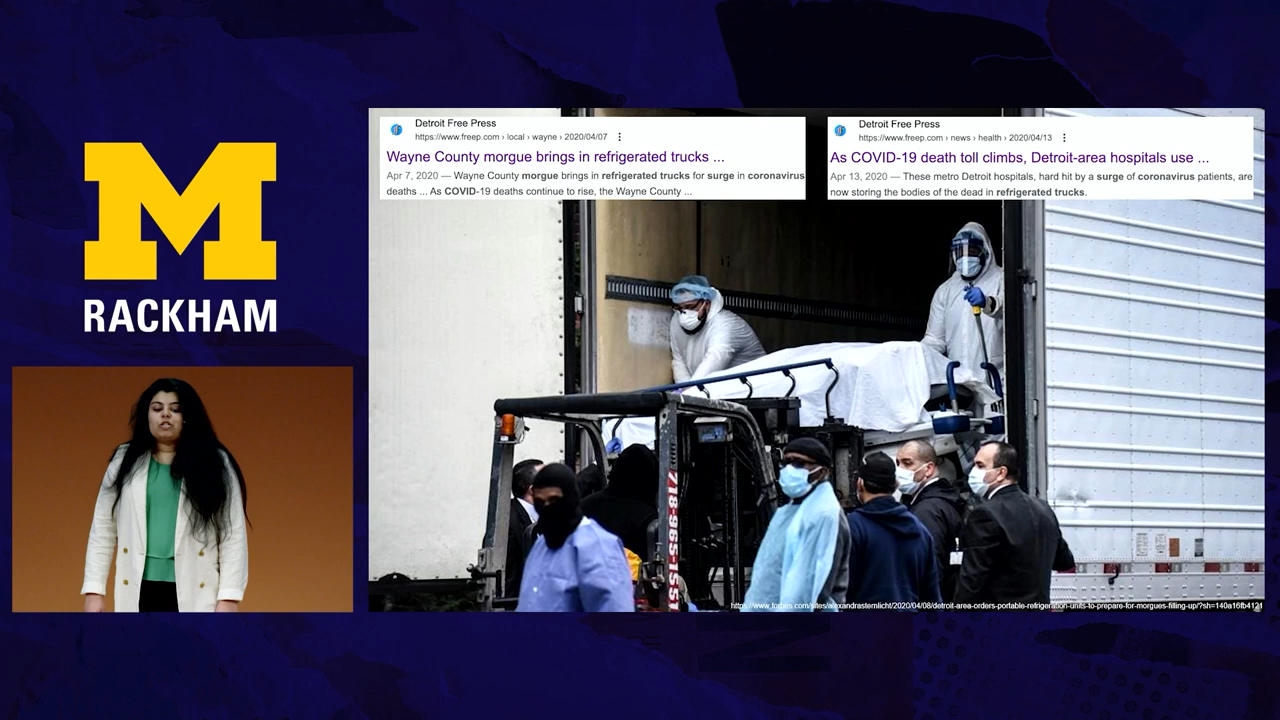 M
RACKHAM
Detroit Free Press
https://www.freep.com › local › wayne › 2020/04/07
Wayne County morgue brings in refrigerated trucks ...
Apr 7, 2020 — Wayne County morgue brings in refrigerated trucks for surge in coronavirus
deaths ... As COVID-19 deaths continue to rise, the Wayne County ...
Detroit Free Press
https://www.freep.com › news › health › 2020/04/13
As COVID-19 death toll climbs, Detroit-area hospitals use ...
Apr 13, 2020 — These metro Detroit hospitals, hard hit by a surge of coronavirus patients, are
now storing the bodies of the dead in refrigerated trucks.
718-965-1551
https://www.forbes.com/sites/alexandrasternlicht/2020/04/08/detroit-area-orders-portable-refrigeration-units-to-prepare-for-morgues-filling-up/?sh=140a16fb4121